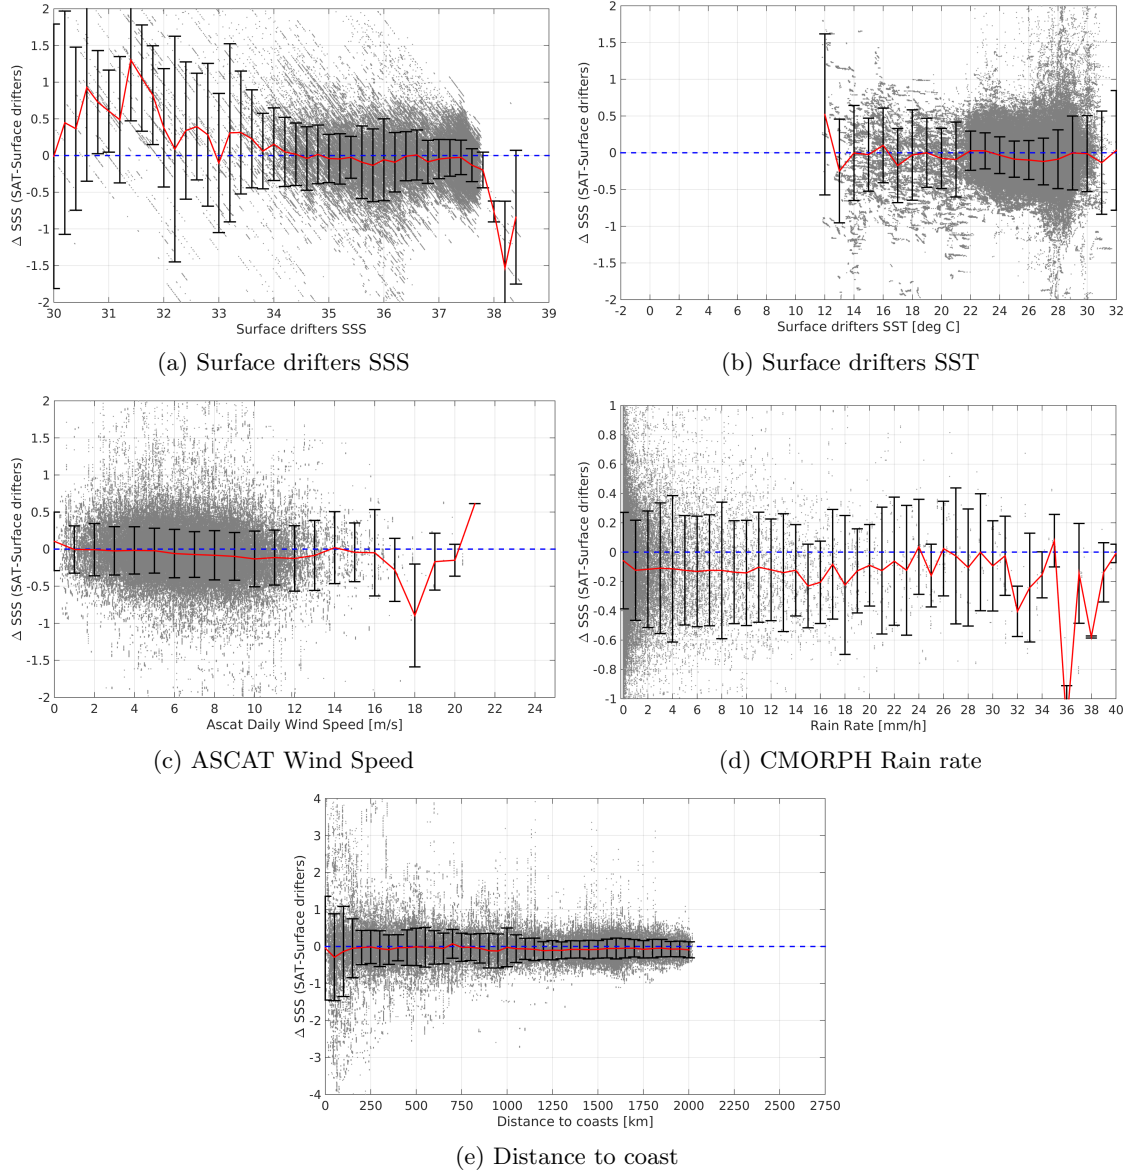 2
1.5
1
0.5
0
-0.5
-1
-1.5
-2
Δ SSS (SAT-Surface drifters)
30 31 32 33 34 35 36 37 38 39
Surface drifters SSS
(a) Surface drifters SSS
2
1.5
1
0.5
0
-0.5
-1
-1.5
-2
Δ SSS (SAT-Surface drifters)
-2 0 2 4 6 8 10 12 14 16 18 20 22 24 26 28 30 32
Surface drifters SST [deg C]
(b) Surface drifters SST
2
1.5
1
0.5
0
-0.5
-1
-1.5
-2
Δ SSS (SAT-Surface drifters)
0 2 4 6 8 10 12 14 16 18 20 22 24
Ascat Daily Wind Speed [m/s]
(c) ASCAT Wind Speed
1
0.8
0.6
0.4
0.2
0
-0.2
-0.4
-0.6
-0.8
-1
Δ SSS (SAT-Surface drifters)
0 2 4 6 8 10 12 14 16 18 20 22 24 26 28 30 32 34 36 38 40
Rain Rate [mm/h]
(d) CMORPH Rain rate
4
3
2
1
0
-1
-2
-3
-4
Δ SSS (SAT-Surface drifters)
0 250 500 750 1000 1250 1500 1750 2000 2250 2500 2750
Distance to coasts [km]
(e) Distance to coast